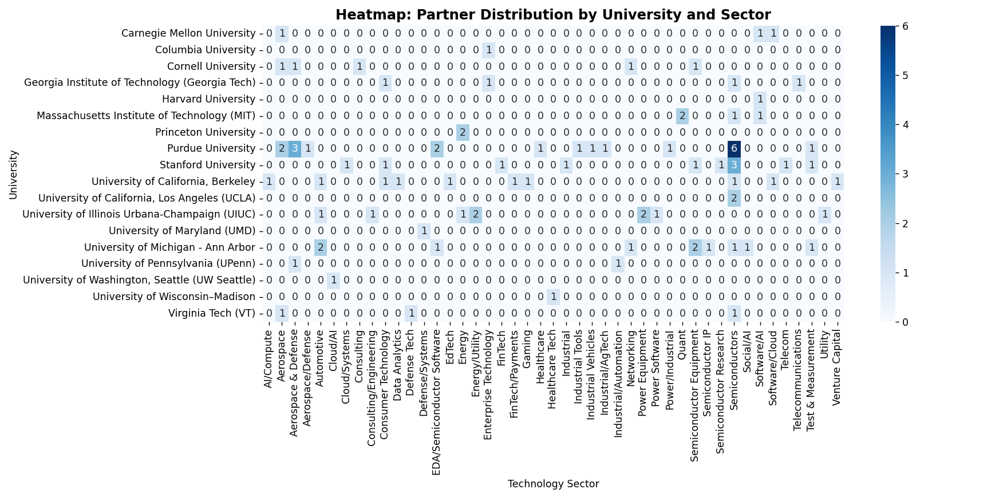 Heatmap: Partner Distribution by University and Sector
University
Carnegie Mellon University 0 1 0 0 0 0 0 0 0 0 0 0 0 0 0 0 0 0 0 0 0 0 0 0 0 0 0 0 0 0 0 0 0 0 0 0 0 0 1 1 0 0 0 0 0
Columbia University 0 0 0 0 0 0 0 0 0 0 0 0 0 0 0 0 0 1 0 0 0 0 0 0 0 0 0 0 0 0 0 0 0 0 0 0 0 0 0 0 0 0 0 0 0
Cornell University 0 1 1 0 0 0 0 1 0 0 0 0 0 0 0 0 0 0 0 0 0 0 0 0 0 0 0 0 1 0 0 0 0 1 0 0 0 0 0 0 0 0 0 0 0
Georgia Institute of Technology (Georgia Tech) 0 0 0 0 0 0 0 0 0 1 0 0 0 0 0 0 0 1 0 0 0 0 0 0 0 0 0 0 0 0 0 0 0 0 0 0 1 0 0 0 0 1 0 0 0
Harvard University 0 0 0 0 0 0 0 0 0 0 0 0 0 0 0 0 0 0 0 0 0 0 0 0 0 0 0 0 0 0 0 0 0 0 0 0 0 0 1 0 0 0 0 0 0
Massachusetts Institute of Technology (MIT) 0 0 0 0 0 0 0 0 0 0 0 0 0 0 0 0 0 0 0 0 0 0 0 0 0 0 0 0 0 0 0 0 2 0 0 0 1 0 1 0 0 0 0 0 0
Princeton University 0 0 0 0 0 0 0 0 0 0 0 0 0 0 0 2 0 0 0 0 0 0 0 0 0 0 0 0 0 0 0 0 0 0 0 0 0 0 0 0 0 0 0 0 0
Purdue University 0 2 3 1 0 0 0 0 0 0 0 0 0 2 0 0 0 0 0 0 0 1 0 0 1 1 1 0 0 0 0 1 0 0 0 0 6 0 0 0 0 0 1 0 0
Stanford University 0 0 0 0 0 0 1 0 0 1 0 0 0 0 0 0 0 0 1 0 0 0 0 1 0 0 0 0 0 0 0 0 0 1 0 1 3 0 0 0 1 0 1 0 0
University of California, Berkeley 1 0 0 0 1 0 0 0 0 1 1 0 0 0 1 0 0 0 0 1 1 0 0 0 0 0 0 0 0 0 0 0 0 0 0 0 1 0 0 1 0 0 0 0 1
University of California, Los Angeles (UCLA) 0 0 0 0 0 0 0 0 0 0 0 0 0 0 0 0 0 0 0 0 0 0 0 0 0 0 0 0 0 0 0 0 0 0 0 0 2 0 0 0 0 0 0 0 0
University of Illinois Urbana-Champaign (UIUC) 0 0 0 0 1 0 0 0 1 0 0 0 0 0 0 1 2 0 0 0 0 0 0 0 0 0 0 0 0 2 1 0 0 0 0 0 0 0 0 0 0 0 0 1 0
University of Maryland (UMD) 0 0 0 0 0 0 0 0 0 0 0 0 1 0 0 0 0 0 0 0 0 0 0 0 0 0 0 0 0 0 0 0 0 0 0 0 0 0 0 0 0 0 0 0 0
University of Michigan - Ann Arbor 0 0 0 0 2 0 0 0 0 0 0 0 0 1 0 0 0 0 0 0 0 0 0 0 0 0 0 0 1 0 0 0 0 2 1 0 1 1 0 0 0 0 1 0 0
University of Pennsylvania (UPenn) 0 0 1 0 0 0 0 0 0 0 0 0 0 0 0 0 0 0 0 0 0 0 0 0 0 0 0 1 0 0 0 0 0 0 0 0 0 0 0 0 0 0 0 0 0
University of Washington, Seattle (UW Seattle) 0 0 0 0 0 1 0 0 0 0 0 0 0 0 0 0 0 0 0 0 0 0 0 0 0 0 0 0 0 0 0 0 0 0 0 0 0 0 0 0 0 0 0 0 0
University of Wisconsin–Madison 0 0 0 0 0 0 0 0 0 0 0 0 0 0 0 0 0 0 0 0 0 0 1 0 0 0 0 0 0 0 0 0 0 0 0 0 0 0 0 0 0 0 0 0 0
Virginia Tech (VT) 0 1 0 0 0 0 0 0 0 0 0 1 0 0 0 0 0 0 0 0 0 0 0 0 0 0 0 0 0 0 0 0 0 0 0 0 1 0 0 0 0 0 0 0 0
AI/Compute
Aerospace
Aerospace & Defense
Aerospace/Defense
Automotive
Cloud/AI
Cloud/Systems
Consulting
Consulting/Engineering
Consumer Technology
Data Analytics
Defense Tech
Defense/Systems
EDA/Semiconductor Software
EdTech
Energy
Energy/Utility
Enterprise Technology
FinTech
FinTech/Payments
Gaming
Healthcare
Healthcare Tech
Industrial
Industrial Tools
Industrial Vehicles
Industrial/AgTech
Industrial/Automation
Networking
Power Equipment
Power Software
Power/Industrial
Quant
Semiconductor Equipment
Semiconductor IP
Semiconductor Research
Semiconductors
Social/AI
Software/AI
Software/Cloud
Telecom
Telecommunications
Test & Measurement
Utility
Venture Capital
Technology Sector
6
5
4
3
2
1
0